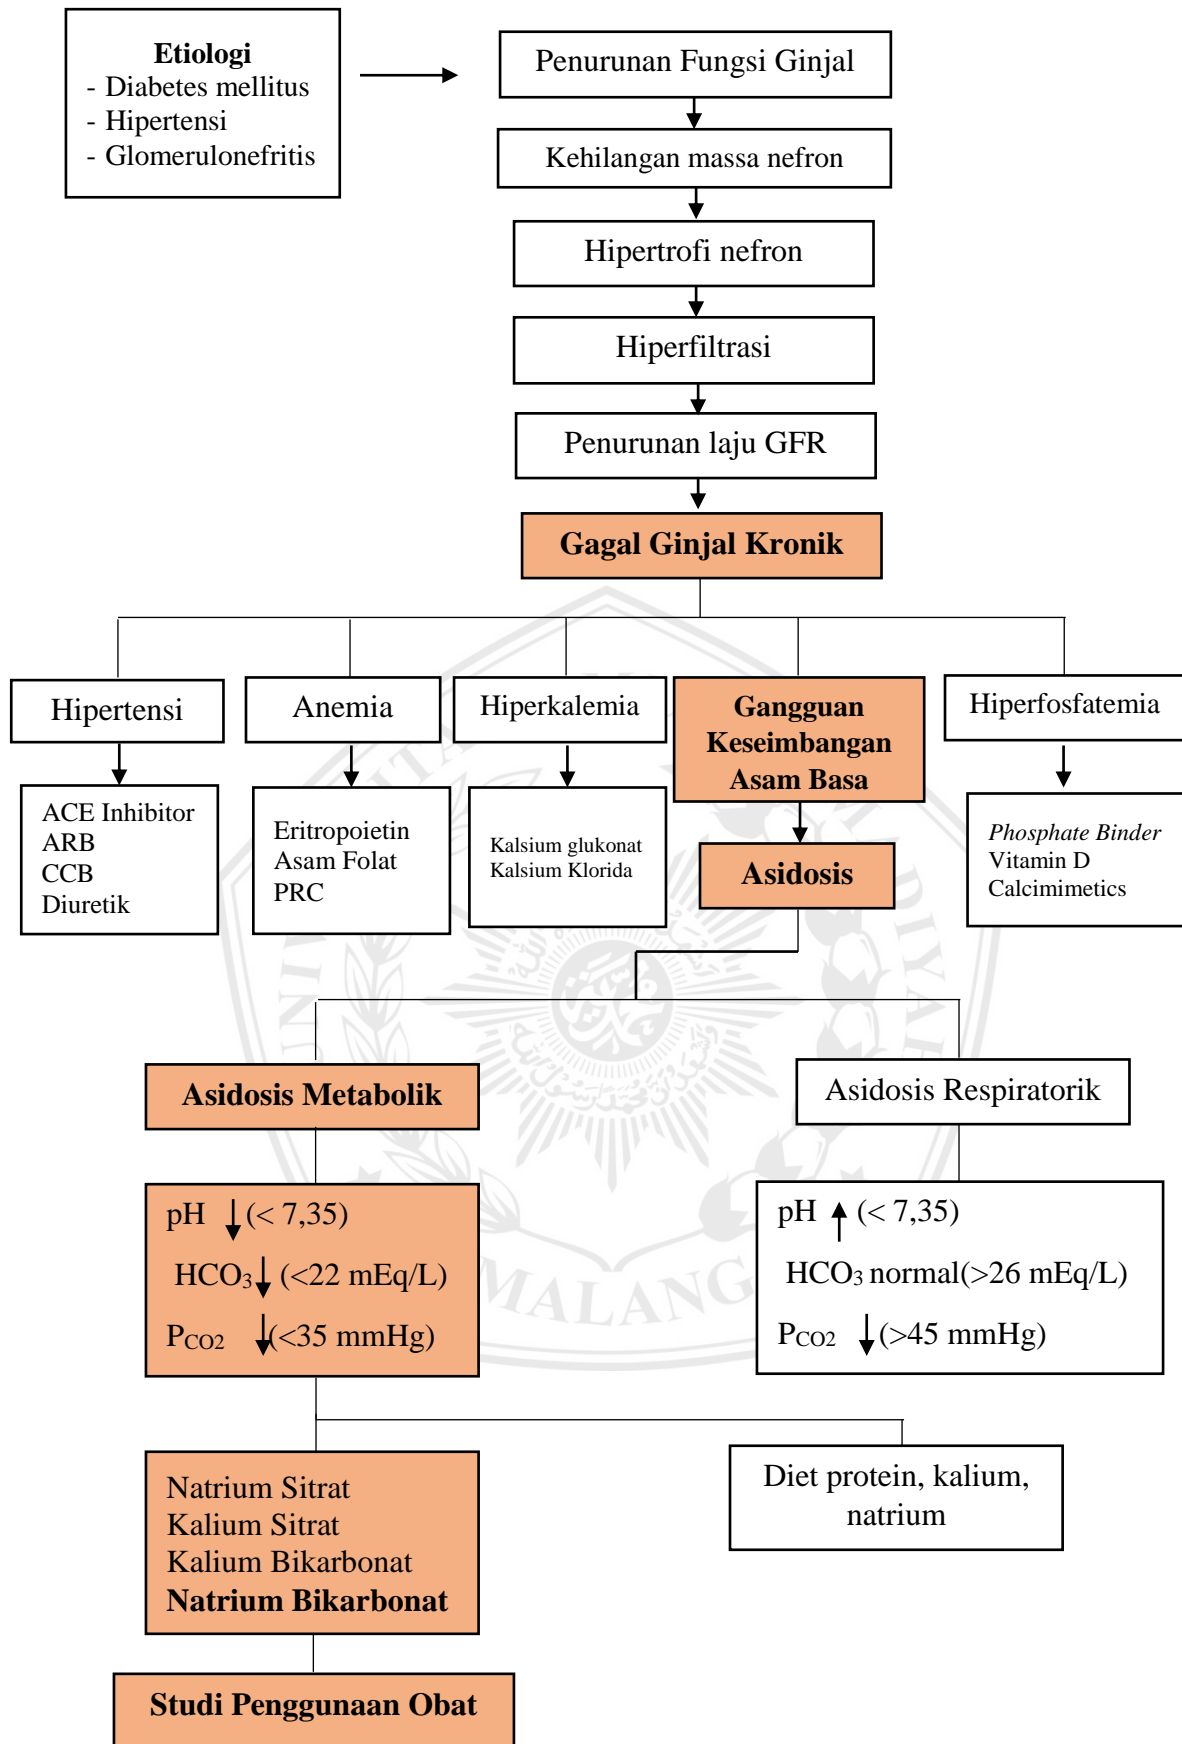 Etiologi
- Diabetes mellitus
- Hipertensi
- Glomerulonefritis
Penurunan Fungsi Ginjal
Kehilangan massa nefron
Hipertrofi nefron
Hiperfiltrasi
Penurunan laju GFR
Gagal Ginjal Kronik
Hipertensi
Anemia
Hiperkalemia
Gangguan
Keseimbangan
Asam Basa
Hiperfosfatemia
ACE Inhibitor
ARB
CCB
Diuretik
Eritropoietin
Asam Folat
PRC
Kalsium glukonat
Kalsium Klorida
Asidosis
Phosphate Binder
Vitamin D
Calcimimetics
Asidosis Metabolik
Asidosis Respiratorik
pH ↓ (< 7,35)
HCO3 ↓ (<22 mEq/L)
PCO2 ↓ (<35 mmHg)
pH ↑ (< 7,35)
HCO3 normal(>26 mEq/L)
PCO2 ↓ (>45 mmHg)
Natrium Sitrat
Kalium Sitrat
Kalium Bikarbonat
Natrium Bikarbonat
Diet protein, kalium,
natrium
Studi Penggunaan Obat
MALANG